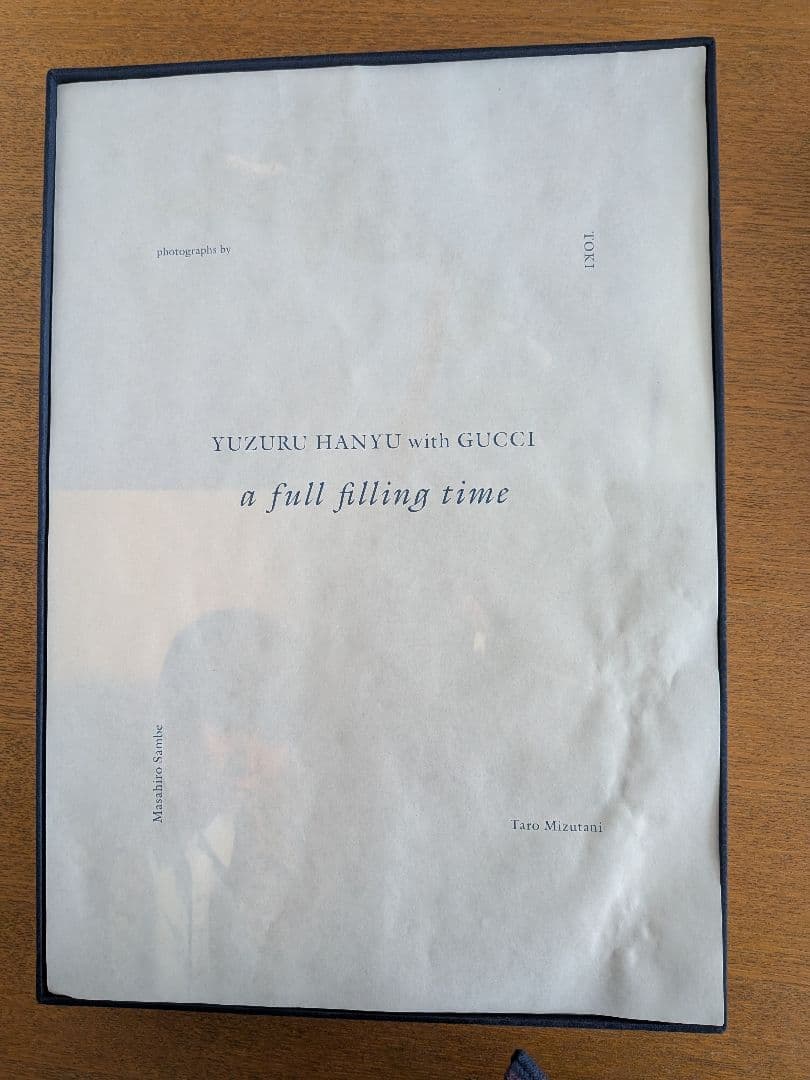 photographs by
TOKI
YUZURU HANYU with GUCCI
a full filling time
Masahiro Sambe
Taro Mizutani